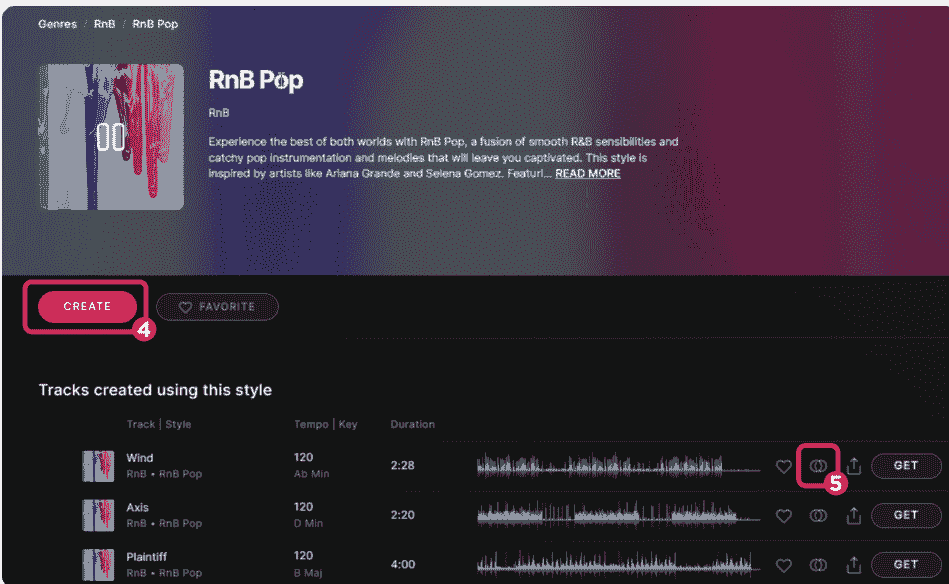 Genres / RnB / RnB Pop
RnB Pop
RnB
Experience the best of both worlds with RnB Pop, a fusion of smooth R&B sensibilities and
catchy pop instrumentation and melodies that will leave you captivated. This style is
inspired by artists like Ariana Grande and Selena Gomez. Featuri... READ MORE
CREATE
4
FAVORITE
Tracks created using this style
Track | Style Tempo | Key Duration
Wind 120 2:28 GET
RnB • RnB Pop Ab Min
5
Axis 120 2:20 GET
RnB • RnB Pop D Min
Plaintiff 120 4:00 GET
RnB • RnB Pop B Maj